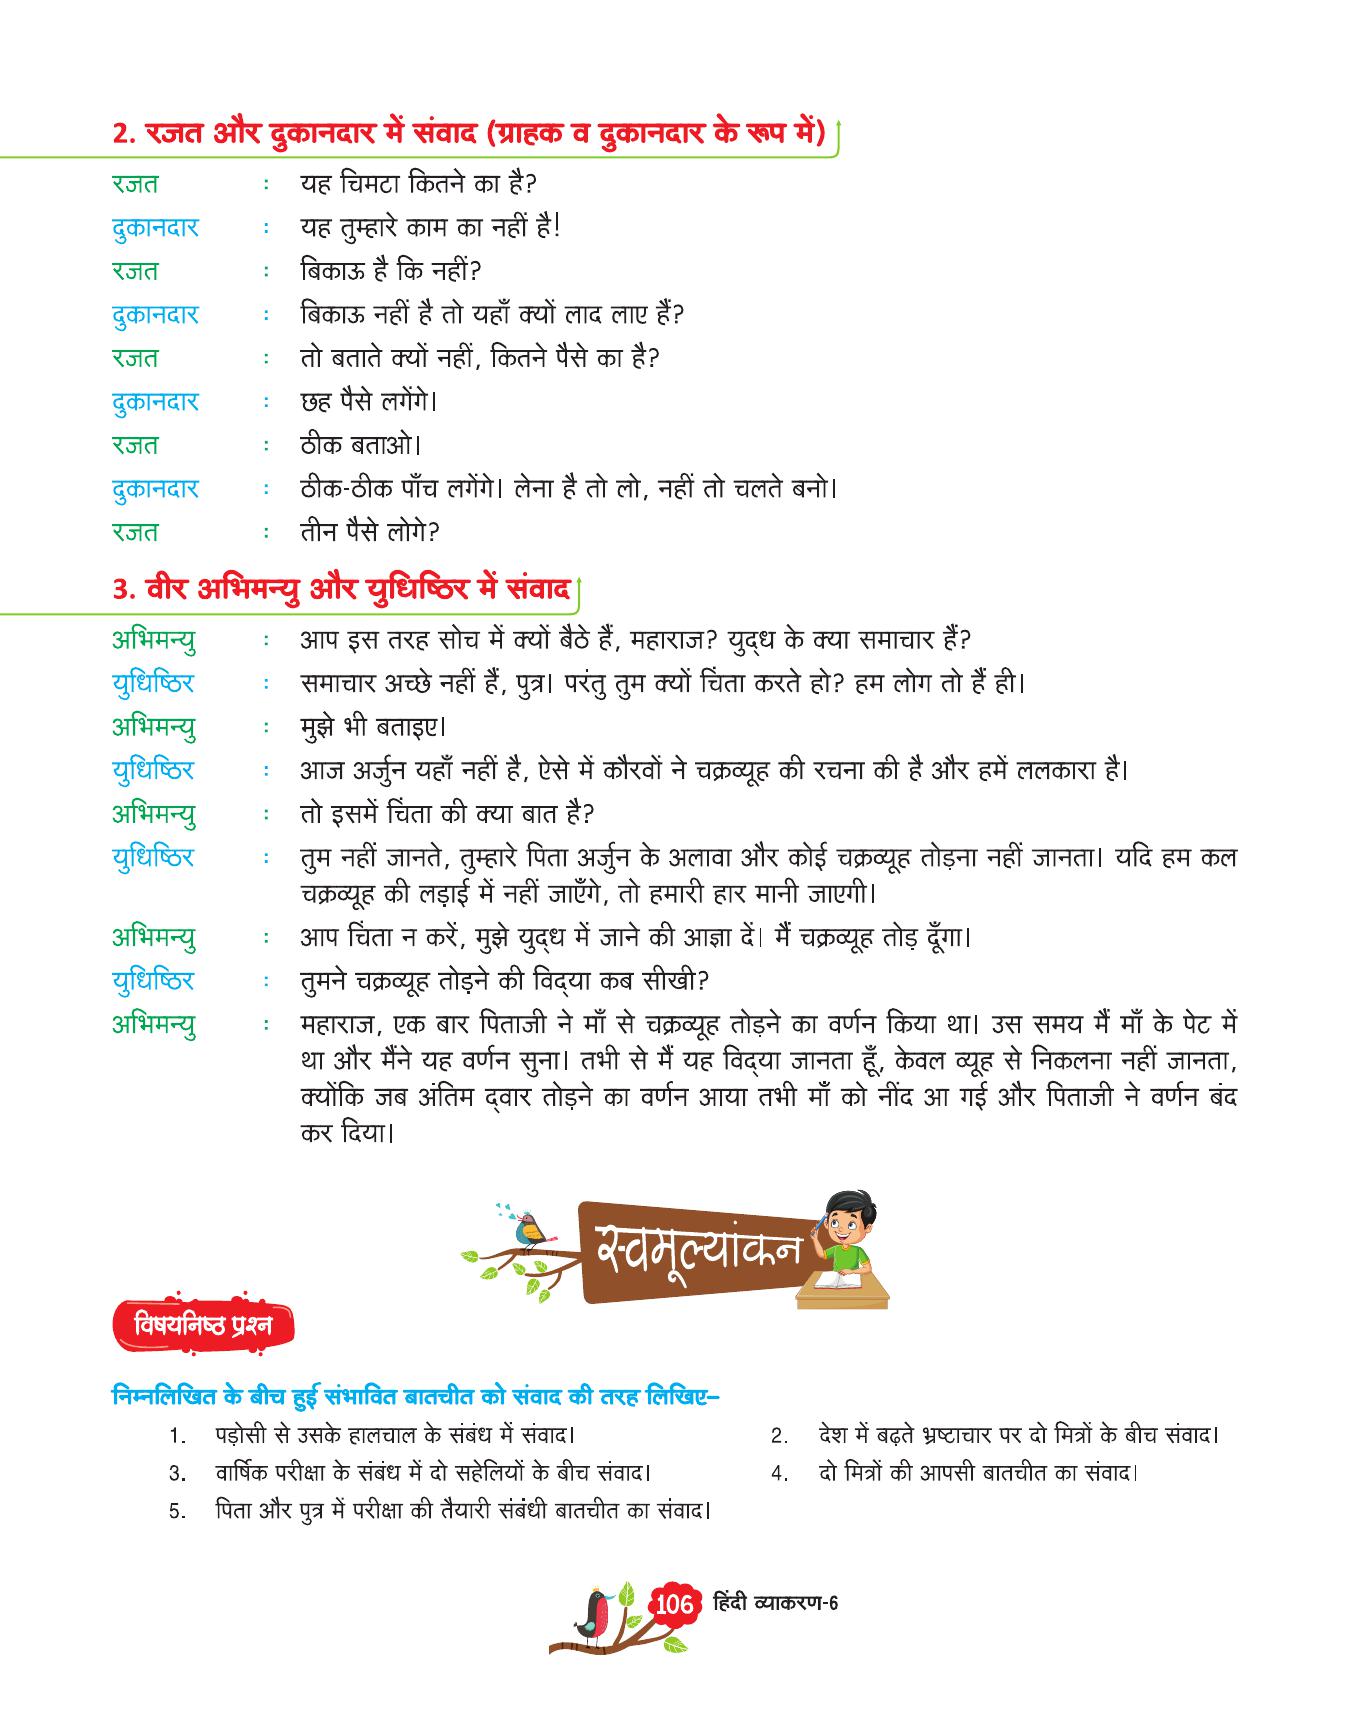 2. रजत और दुकानदार में संवाद (ग्राहक व दुकानदार के रूप में)
रजत : यह चिमटा कितने का है?
दुकानदार : यह तुम्हारे काम का नहीं है!
रजत : बिकाऊ है कि नहीं?
दुकानदार : बिकाऊ नहीं है तो यहाँ क्यों लाद लाए हैं?
रजत : तो बताते क्यों नहीं, कितने पैसे का है?
दुकानदार : छह पैसे लगेंगे।
रजत : ठीक बताओ।
दुकानदार : ठीक-ठीक पाँच लगेंगे। लेना है तो लो, नहीं तो चलते बनो।
रजत : तीन पैसे लोगे?
3. वीर अभिमन्यु और युधिष्ठिर में संवाद
अभिमन्यु : आप इस तरह सोच में क्यों बैठे हैं, महाराज? युद्ध के क्या समाचार हैं?
युधिष्ठिर : समाचार अच्छे नहीं हैं, पुत्र। परंतु तुम क्यों चिंता करते हो? हम लोग तो हैं ही।
अभिमन्यु : मुझे भी बताइए।
युधिष्ठिर : आज अर्जुन यहाँ नहीं है, ऐसे में कौरवों ने चक्रव्यूह की रचना की है और हमें ललकारा है।
अभिमन्यु : तो इसमें चिंता की क्या बात है?
युधिष्ठिर : तुम नहीं जानते, तुम्हारे पिता अर्जुन के अलावा और कोई चक्रव्यूह तोड़ना नहीं जानता। यदि हम कल
चक्रव्यूह की लड़ाई में नहीं जाएँगे, तो हमारी हार मानी जाएगी।
अभिमन्यु : आप चिंता न करें, मुझे युद्ध में जाने की आज्ञा दें। मैं चक्रव्यूह तोड़ दूँगा।
युधिष्ठिर : तुमने चक्रव्यूह तोड़ने की विद्या कब सीखी?
अभिमन्यु : महाराज, एक बार पिताजी ने माँ से चक्रव्यूह तोड़ने का वर्णन किया था। उस समय मैं माँ के पेट में
था और मैंने यह वर्णन सुना। तभी से मैं यह विद्या जानता हूँ, केवल व्यूह से निकलना नहीं जानता,
क्योंकि जब अंतिम द्वार तोड़ने का वर्णन आया तभी माँ को नींद आ गई और पिताजी ने वर्णन बंद
कर दिया।
स्वमूल्यांकन
विषयनिष्ठ प्रश्न
निम्नलिखित के बीच हुई संभावित बातचीत को संवाद की तरह लिखिए–
1. पड़ोसी से उसके हालचाल के संबंध में संवाद। 2. देश में बढ़ते भ्रष्टाचार पर दो मित्रों के बीच संवाद।
3. वार्षिक परीक्षा के संबंध में दो सहेलियों के बीच संवाद। 4. दो मित्रों की आपसी बातचीत का संवाद।
5. पिता और पुत्र में परीक्षा की तैयारी संबंधी बातचीत का संवाद।
106 हिंदी व्याकरण-6